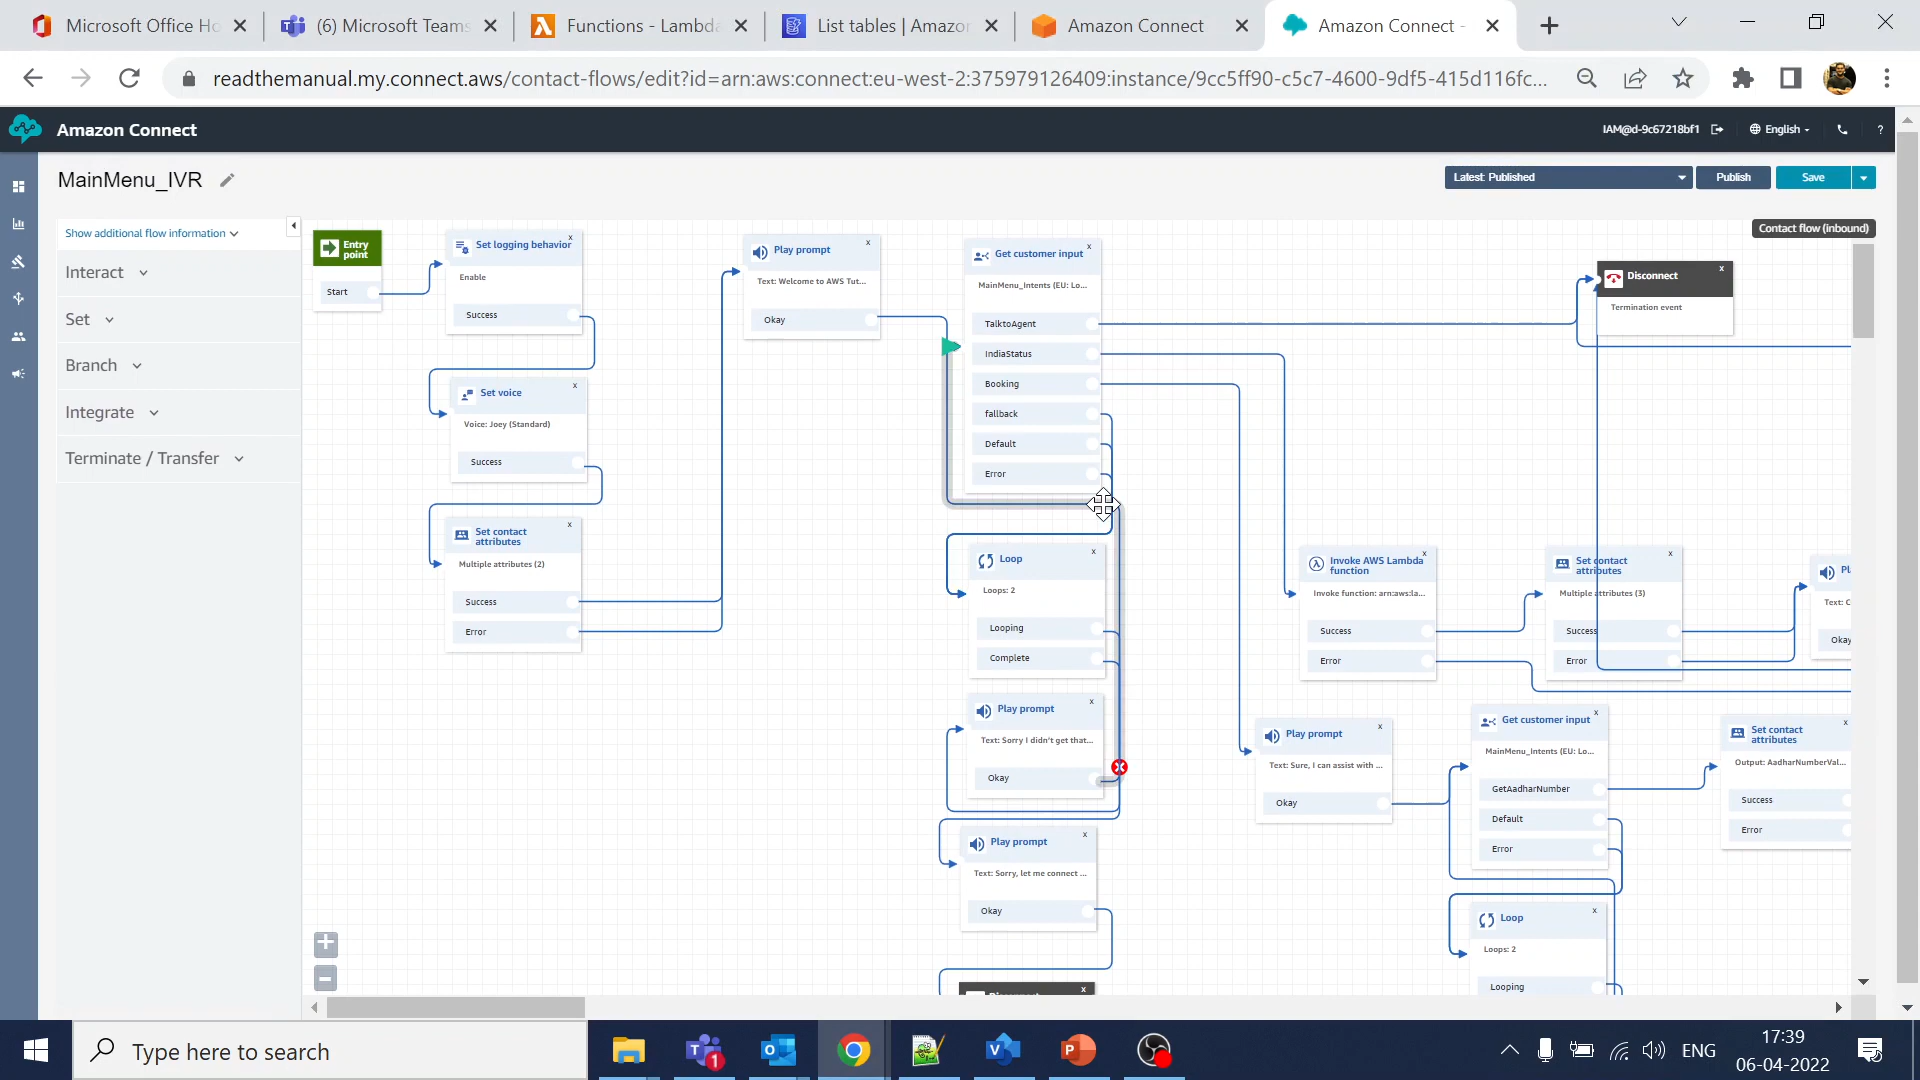 Microsoft Office Ho
(6) Microsoft Teams
Functions - Lambda
List tables | Amazon
Amazon Connect
Amazon Connect -
readthemanual.my.connect.aws/contact-flows/edit?id=arn:aws:connect:eu-west-2:375979126409:instance/9cc5ff90-c5c7-4600-9df5-415d116fc...
Amazon Connect
IAM@d-9c67218bf1
English
?
MainMenu_IVR
Latest: Published
Publish
Save
Show additional flow information
Interact
Set
Branch
Integrate
Terminate / Transfer
Contact flow (inbound)
Entry
point
Start
Set logging behavior
Enable
Success
Set voice
Voice: Joey (Standard)
Success
Set contact
attributes
Multiple attributes (2)
Success
Error
Play prompt
Text: Welcome to AWS Tut...
Okay
Get customer input
MainMenu_Intents (EU: Lo...
TalktoAgent
IndiaStatus
Booking
fallback
Default
Error
Loop
Loops: 2
Looping
Complete
Play prompt
Text: Sorry I didn't get that...
Okay
Play prompt
Text: Sorry, let me connect ...
Okay
Disconnect
Termination event
Invoke AWS Lambda
function
Invoke function: arn:aws:la...
Success
Error
Set contact
attributes
Multiple attributes (3)
Success
Error
Pl
Text: C
Okay
Play prompt
Text: Sure, I can assist with ...
Okay
Get customer input
MainMenu_Intents (EU: Lo...
GetAadharNumber
Default
Error
Set contact
attributes
Output: AadharNumberVal...
Success
Error
Loop
Loops: 2
Looping
Type here to search
1
ENG
17:39
06-04-2022